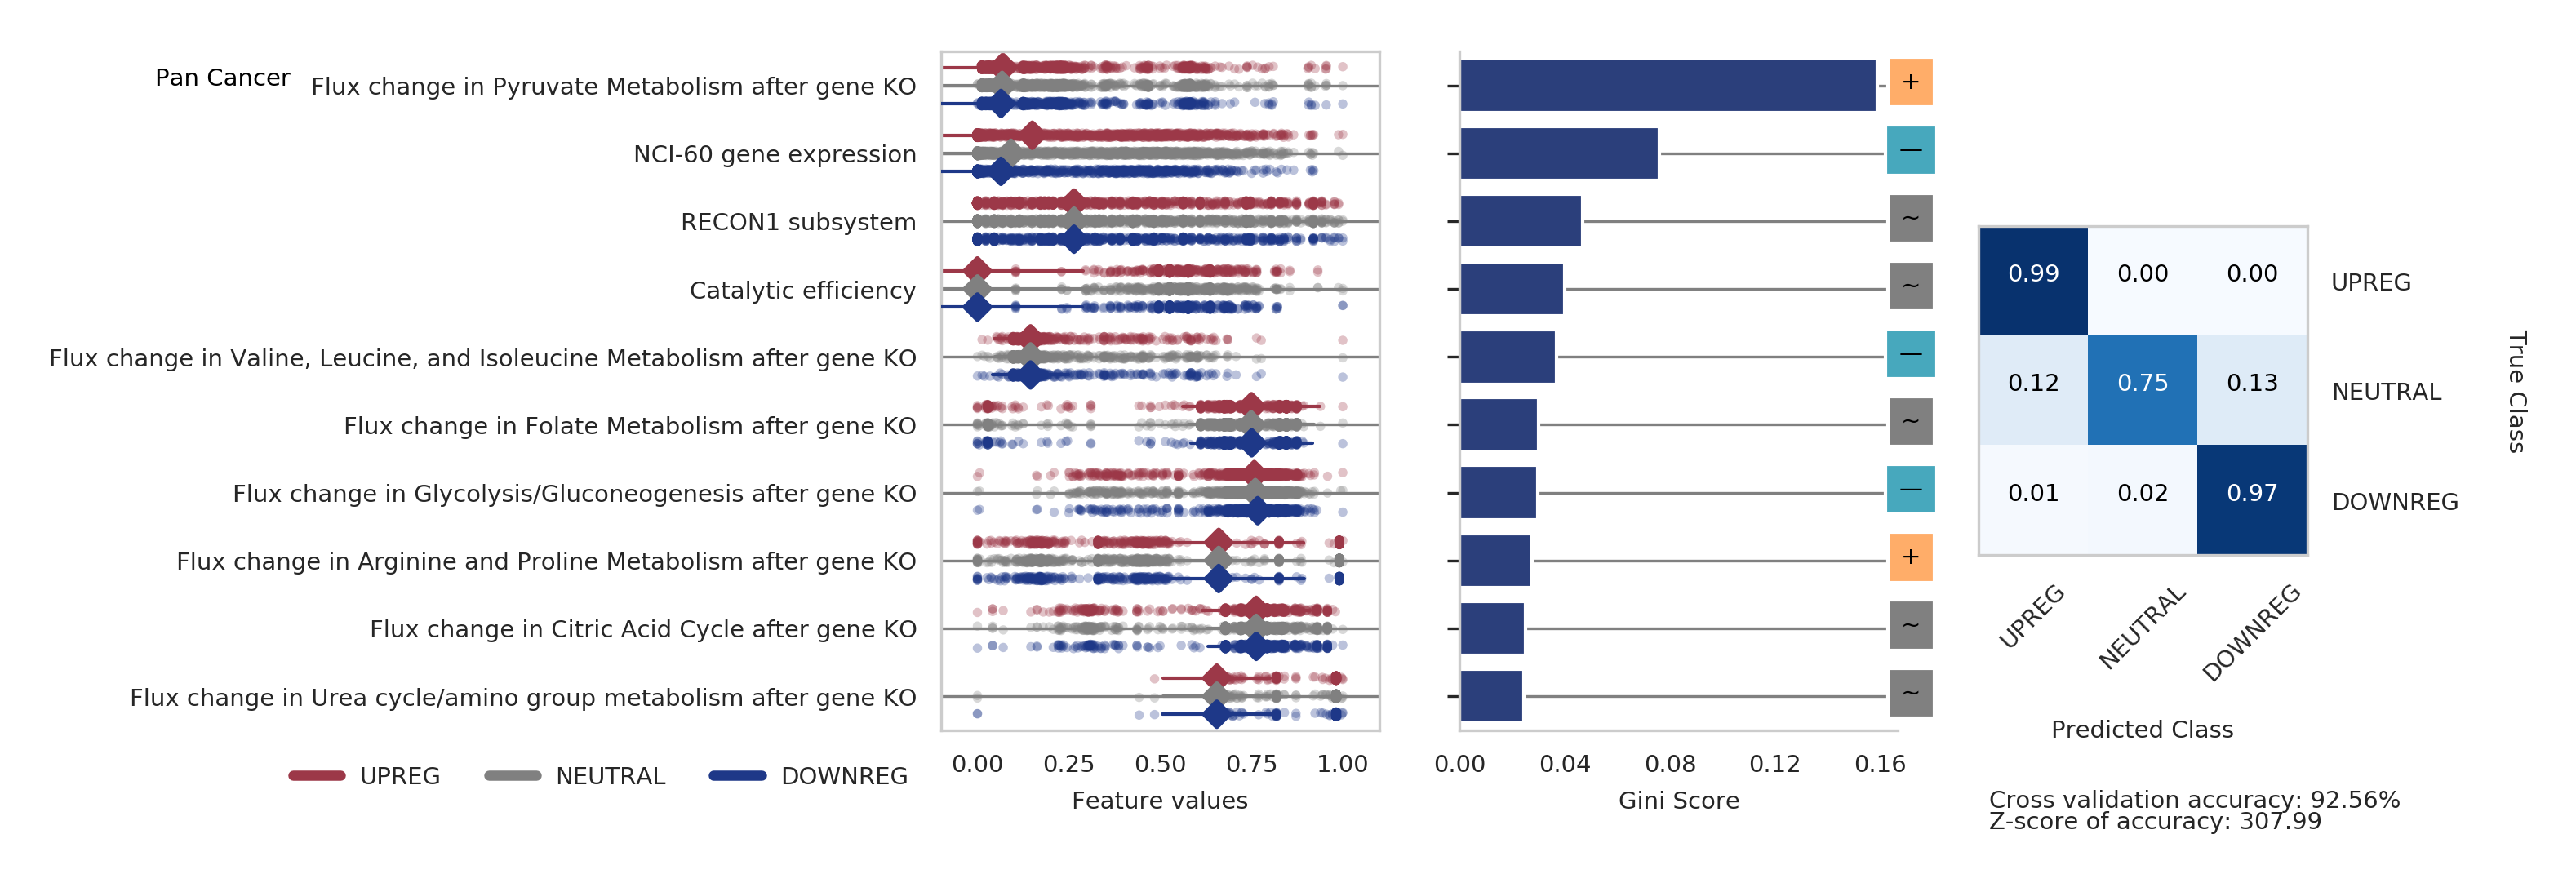 Pan Cancer
Flux change in Pyruvate Metabolism after gene KO
NCI-60 gene expression
RECON1 subsystem
Catalytic efficiency
Flux change in Valine, Leucine, and Isoleucine Metabolism after gene KO
Flux change in Folate Metabolism after gene KO
Flux change in Glycolysis/Gluconeogenesis after gene KO
Flux change in Arginine and Proline Metabolism after gene KO
Flux change in Citric Acid Cycle after gene KO
Flux change in Urea cycle/amino group metabolism after gene KO
UPREG NEUTRAL DOWNREG
0.00 0.25 0.50 0.75 1.00
Feature values
+
—
~
~
—
~
—
+
~
~
0.00 0.04 0.08 0.12 0.16
Gini Score
0.99 0.00 0.00 UPREG
0.12 0.75 0.13 NEUTRAL
0.01 0.02 0.97 DOWNREG
True Class
UPREG NEUTRAL DOWNREG
Predicted Class
Cross validation accuracy: 92.56%
Z-score of accuracy: 307.99